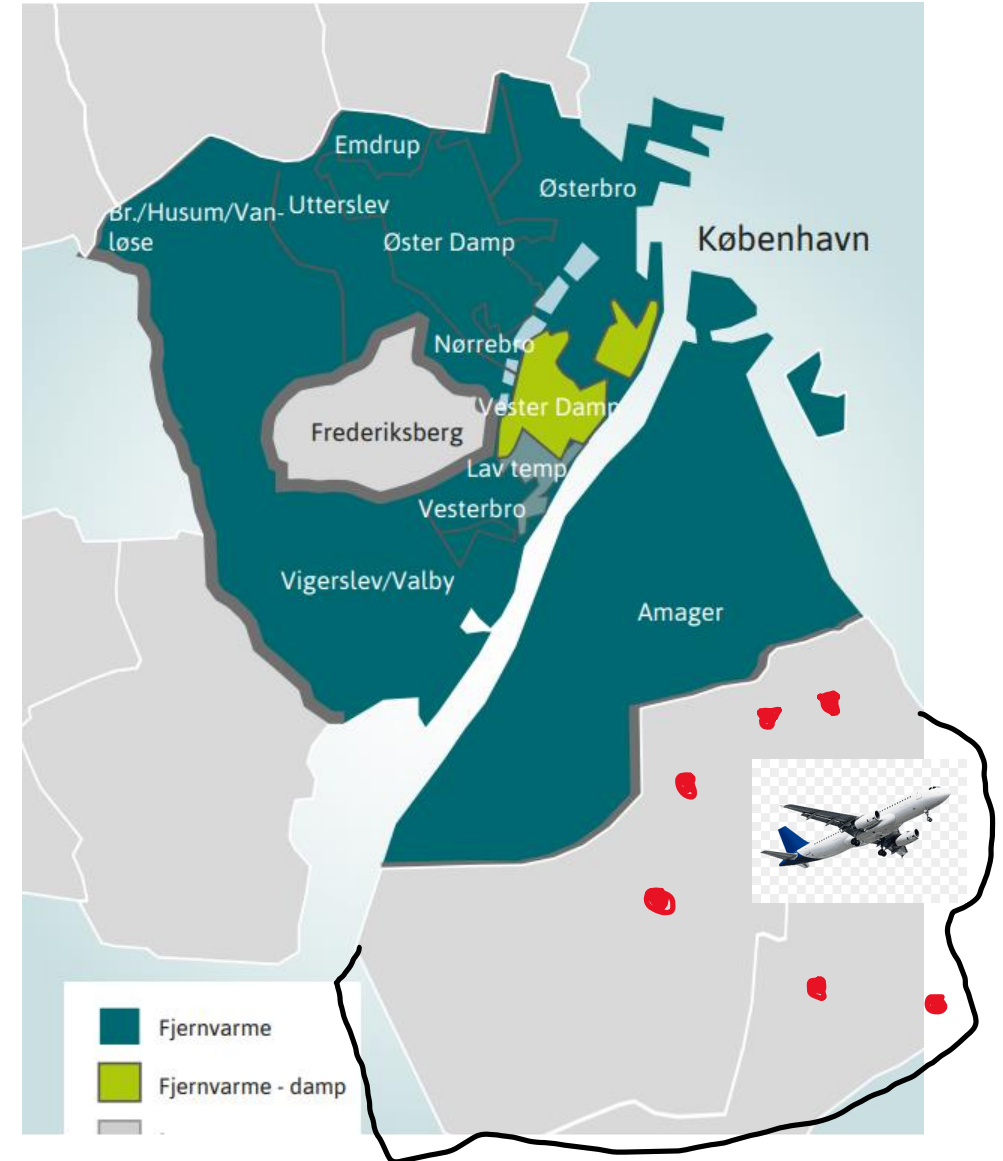 Emdrup
Østerbro
Br./Husum/Van-
løse
Utterslev
Øster Damp
København
Nørrebro
Vester Damp
Frederiksberg
Lav temp
Vesterbro
Vigerslev/Valby
Amager
Fjernvarme
Fjernvarme - damp